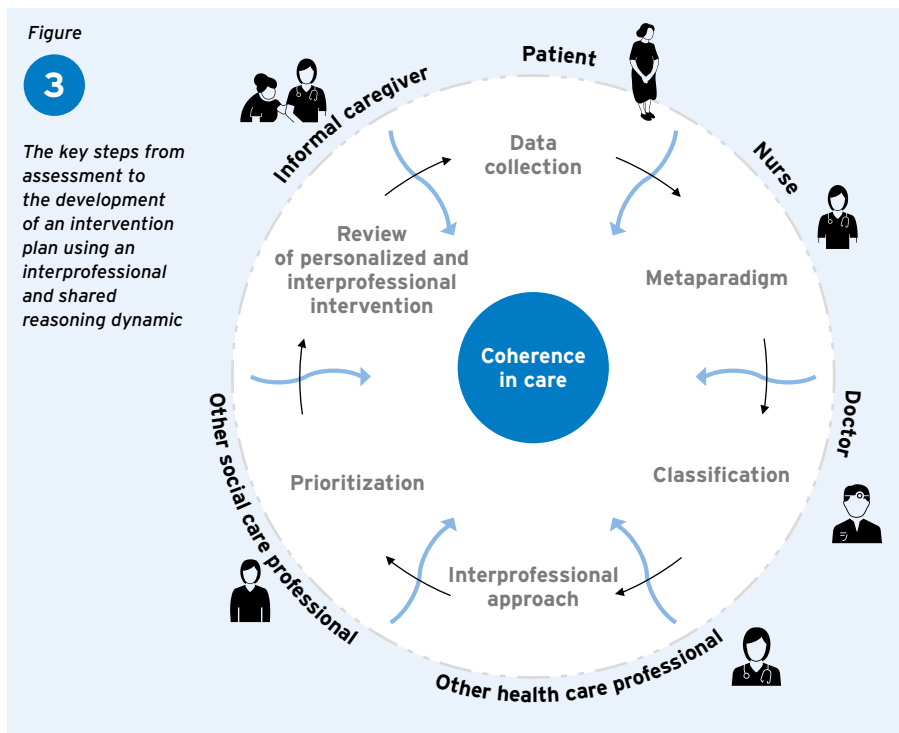 Figure
3
The key steps from
assessment to
the development
of an intervention
plan using an
interprofessional
and shared
reasoning dynamic
Patient
Nurse
Doctor
Other health care professional
Other social care professional
Informal caregiver
Data
collection
Metaparadigm
Classification
Interprofessional
approach
Prioritization
Review
of personalized and
interprofessional
intervention
Coherence
in care